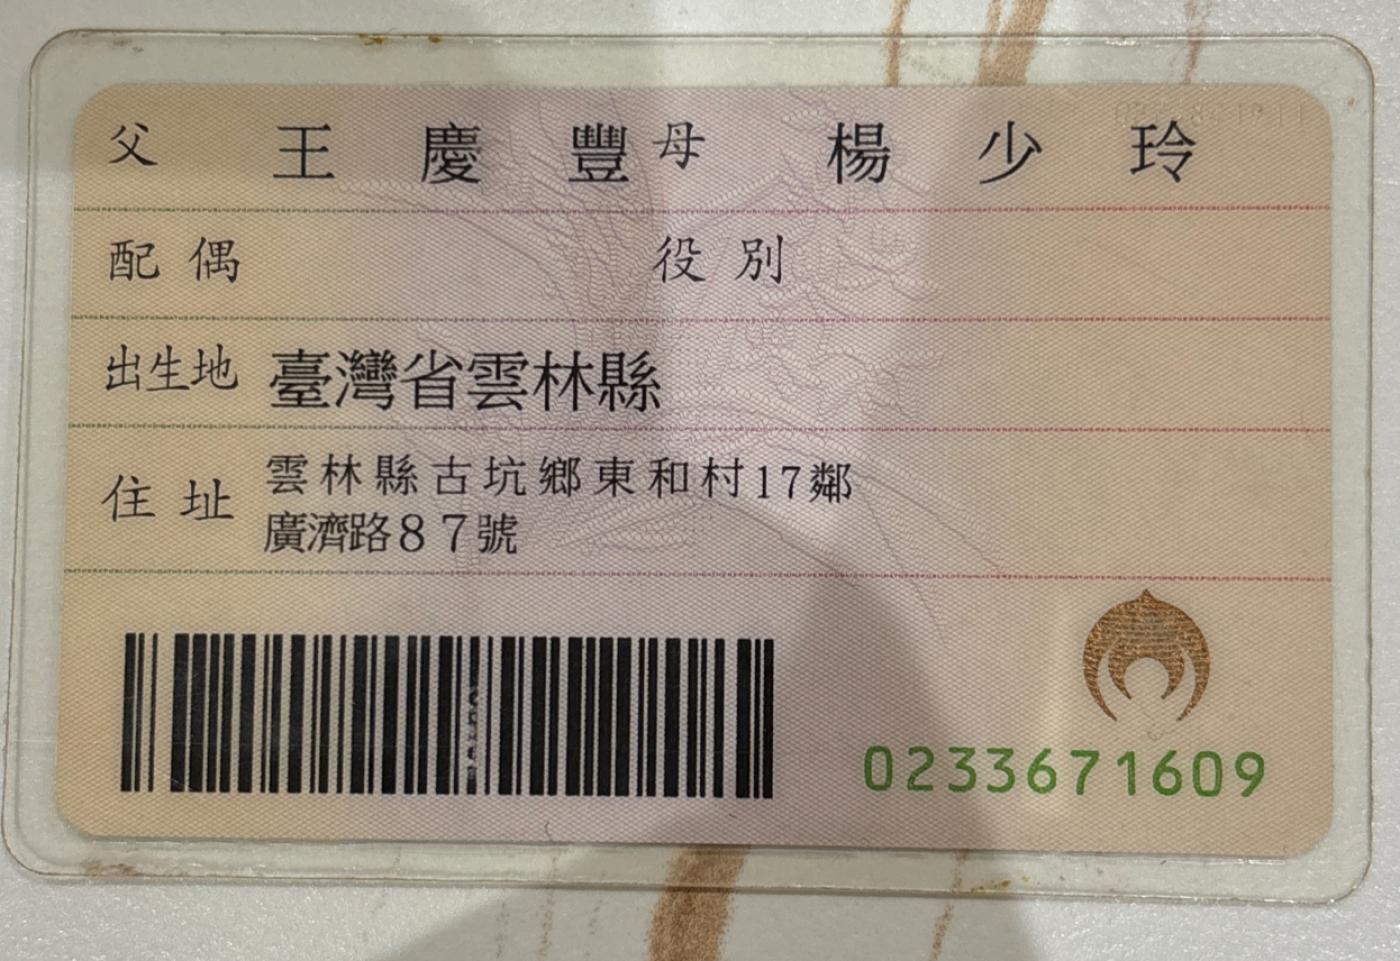 父 王慶豐 母 楊少玲
配偶 役別
出生地 臺灣省雲林縣
住址 雲林縣古坑鄉東和村17鄰
廣濟路87號
0233671609